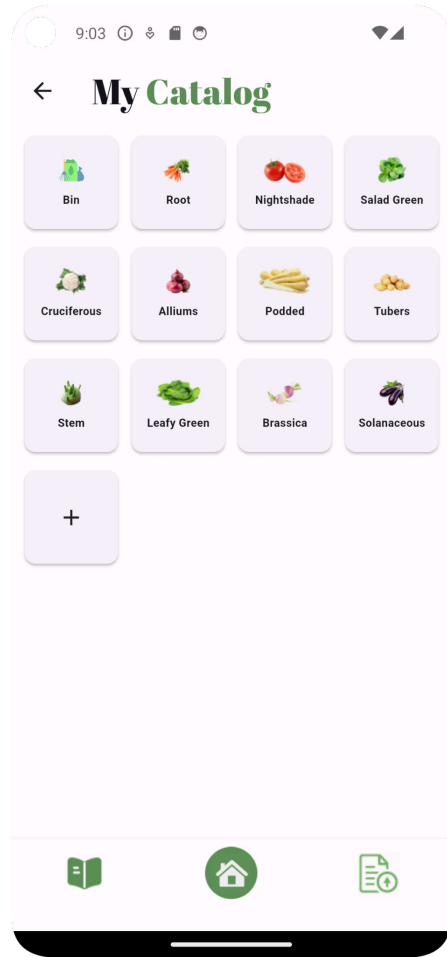 9:03
My Catalog
Bin
Root
Nightshade
Salad Green
Cruciferous
Alliums
Podded
Tubers
Stem
Leafy Green
Brassica
Solanaceous
+